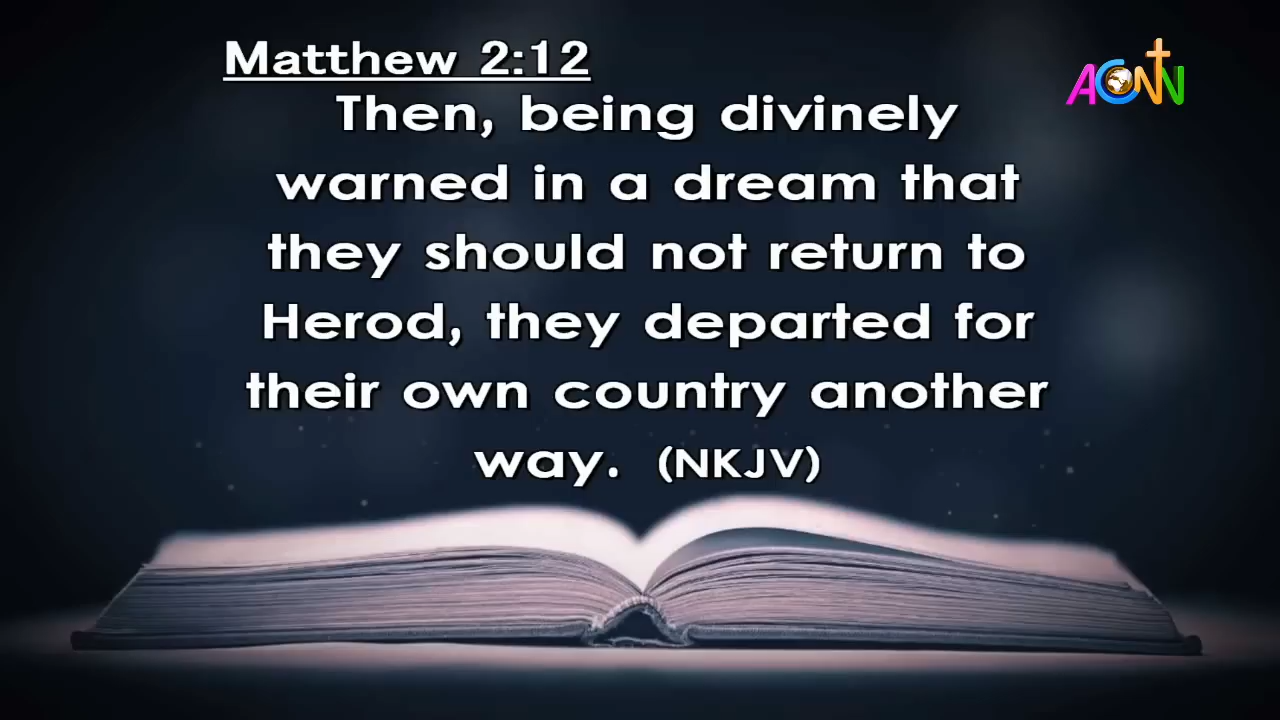 Matthew 2:12
ACNN
Then, being divinely
warned in a dream that
they should not return to
Herod, they departed for
their own country another
way. (NKJV)